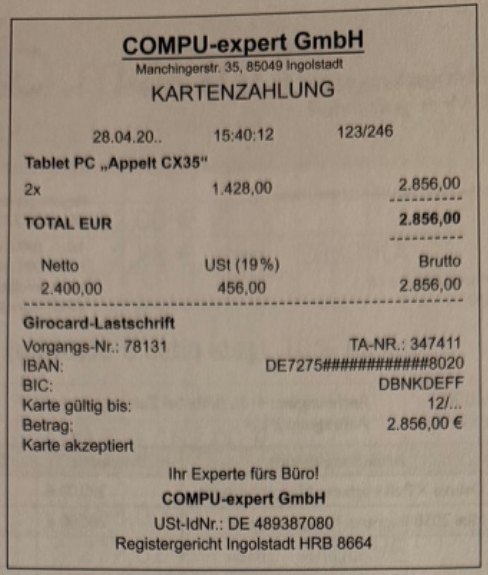 COMPU-expert GmbH
Manchingerstr. 35, 85049 Ingolstadt
KARTENZAHLUNG
28.04.20.. 15:40:12 123/246
Tablet PC „Appelt CX35"
2x 1.428,00 2.856,00
TOTAL EUR 2.856,00
Netto USt (19%) Brutto
2.400,00 456,00 2.856,00
Girocard-Lastschrift
Vorgangs-Nr.: 78131 TA-NR.: 347411
IBAN: DE7275############8020
BIC: DBNKDEFF
Karte gültig bis: 12/...
Betrag: 2.856,00 €
Karte akzeptiert
Ihr Experte fürs Büro!
COMPU-expert GmbH
USt-IdNr.: DE 489387080
Registergericht Ingolstadt HRB 8664